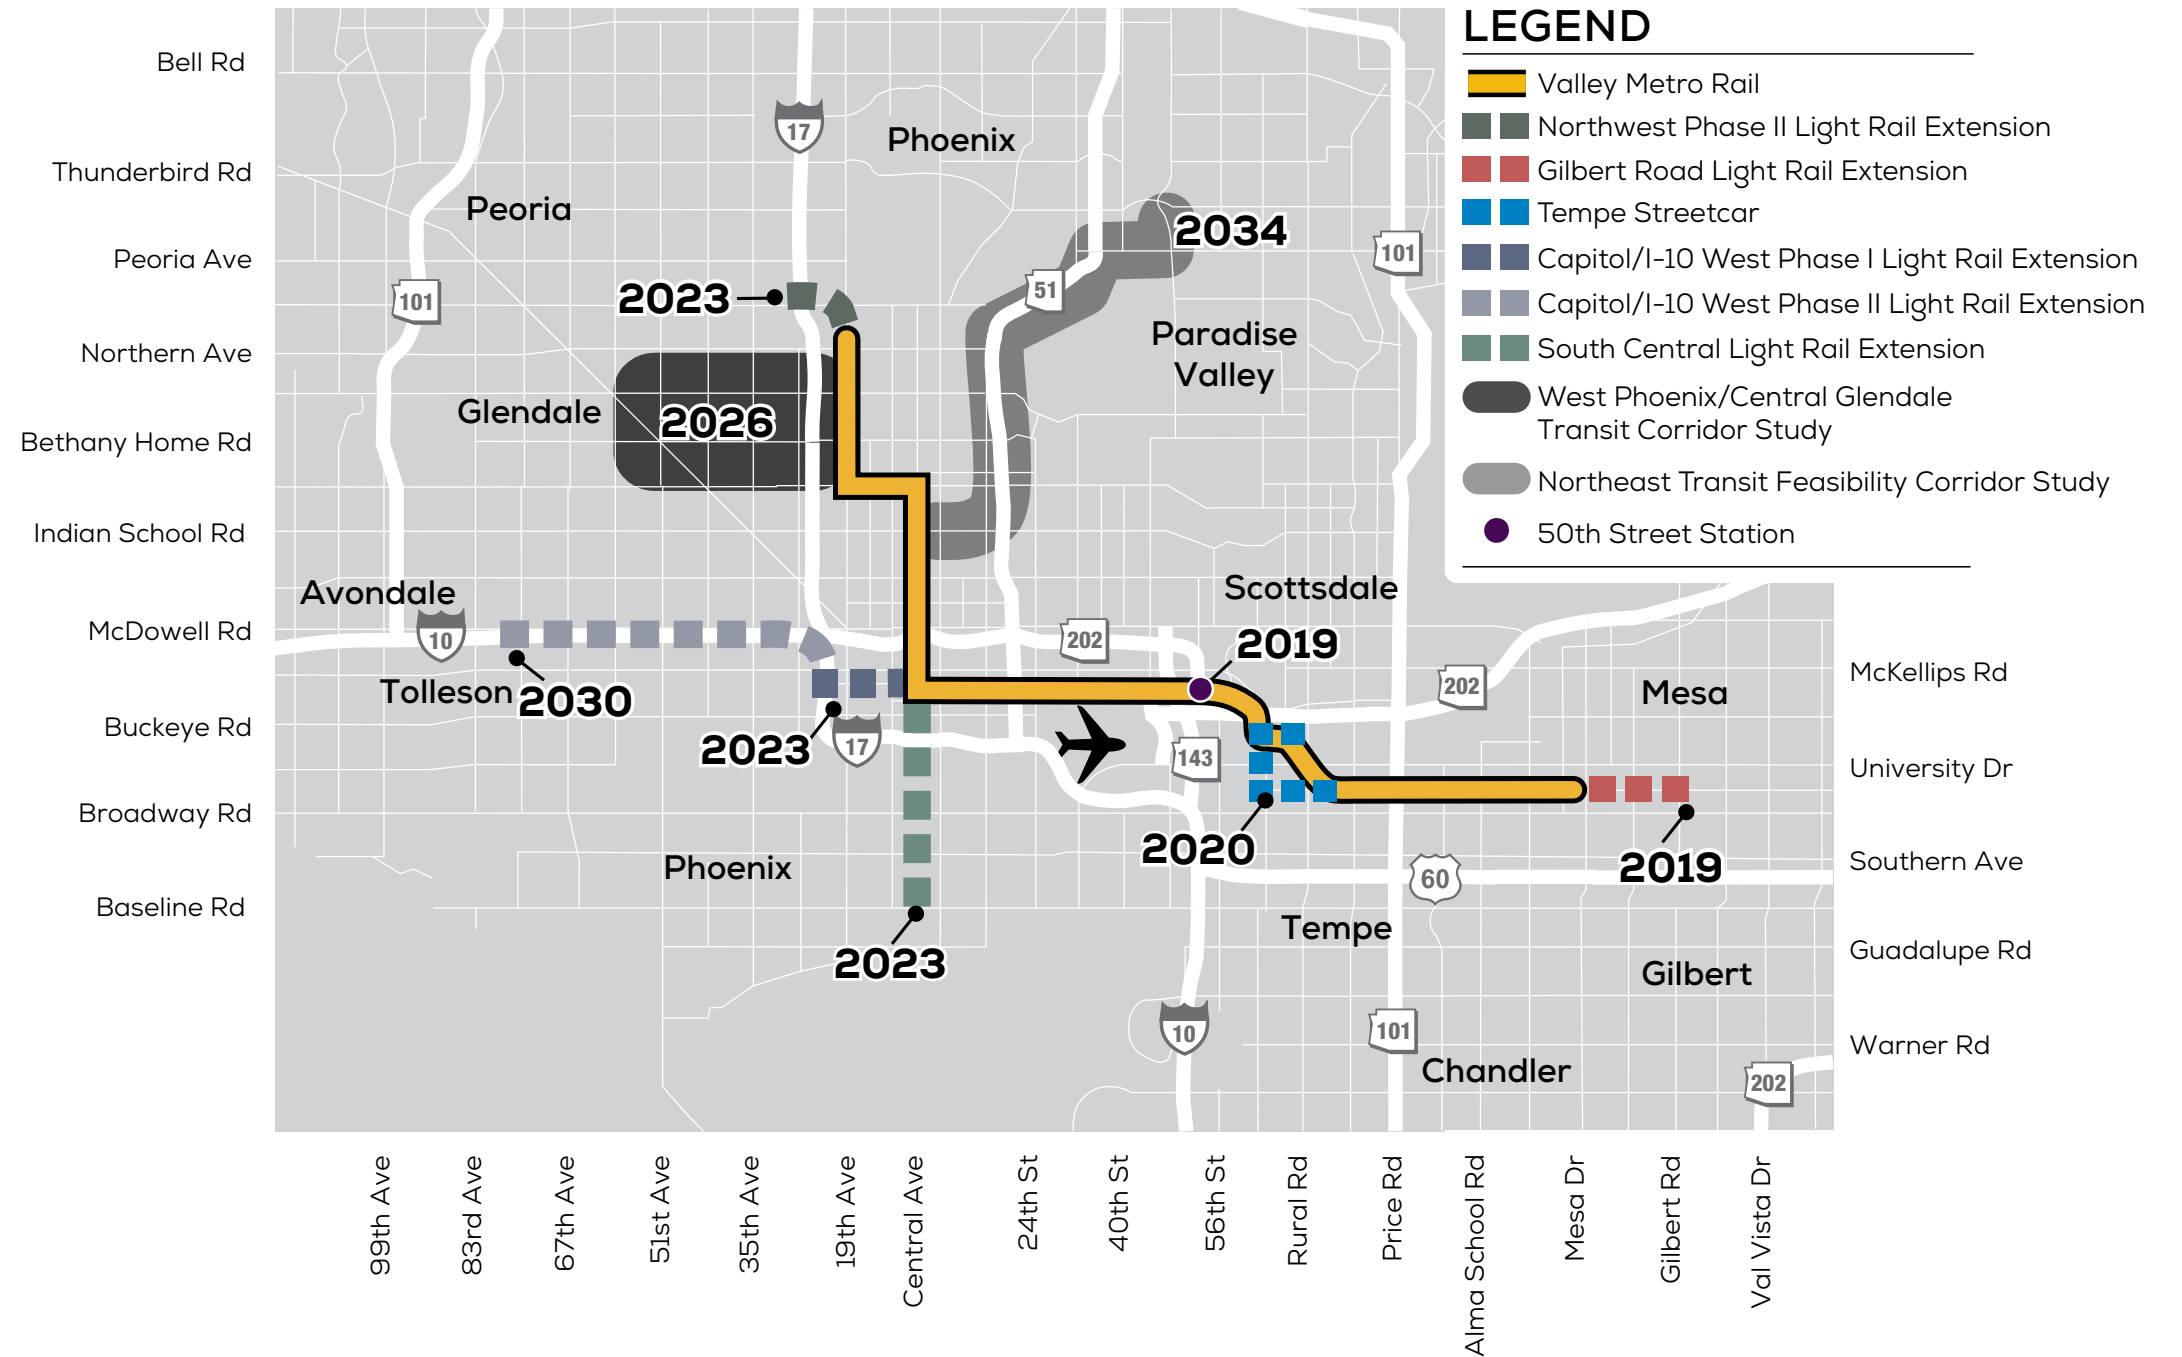 LEGEND
Valley Metro Rail
Northwest Phase II Light Rail Extension
Gilbert Road Light Rail Extension
Tempe Streetcar
Capitol/I-10 West Phase I Light Rail Extension
Capitol/I-10 West Phase II Light Rail Extension
South Central Light Rail Extension
West Phoenix/Central Glendale
Transit Corridor Study
Northeast Transit Feasibility Corridor Study
50th Street Station
Bell Rd
Thunderbird Rd
Peoria Ave
Northern Ave
Bethany Home Rd
Indian School Rd
McDowell Rd
Buckeye Rd
Broadway Rd
Baseline Rd
17
Phoenix
Peoria
2034
101
101
51
2023
Paradise
Valley
Glendale
2026
Avondale
Scottsdale
10
202
2019
Tolleson
2030
202
Mesa
2023
17
143
2020
2019
Phoenix
60
Tempe
2023
Gilbert
10
101
Chandler
202
McKellips Rd
University Dr
Southern Ave
Guadalupe Rd
Warner Rd
99th Ave
83rd Ave
67th Ave
51st Ave
35th Ave
19th Ave
Central Ave
24th St
40th St
56th St
Rural Rd
Price Rd
Alma School Rd
Mesa Dr
Gilbert Rd
Val Vista Dr